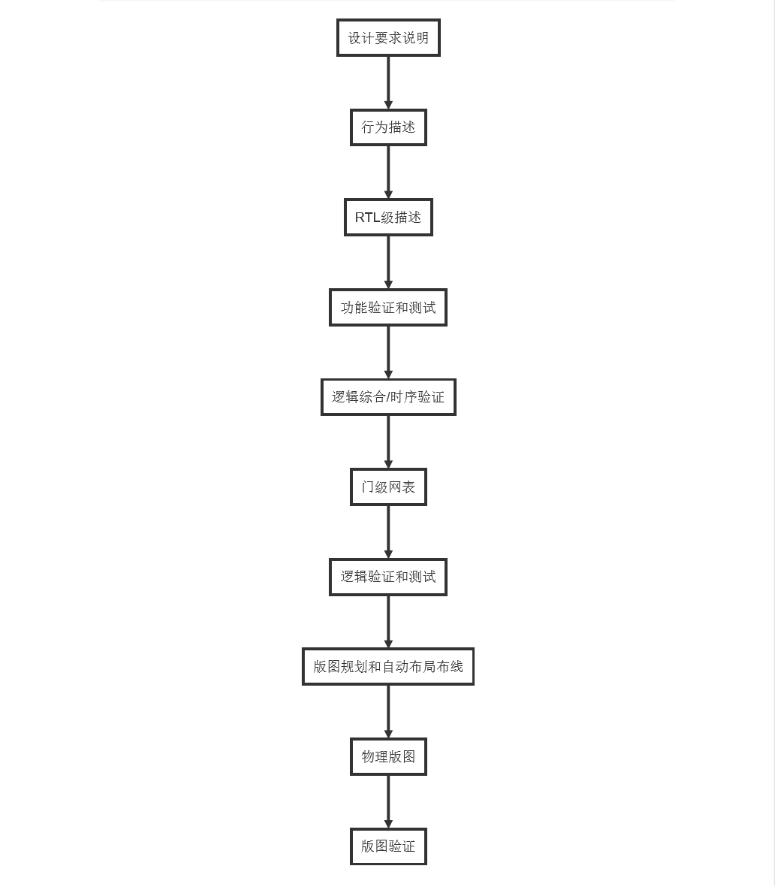 设计要求说明
行为描述
RTL级描述
功能验证和测试
逻辑综合/时序验证
门级网表
逻辑验证和测试
版图规划和自动布局布线
物理版图
版图验证